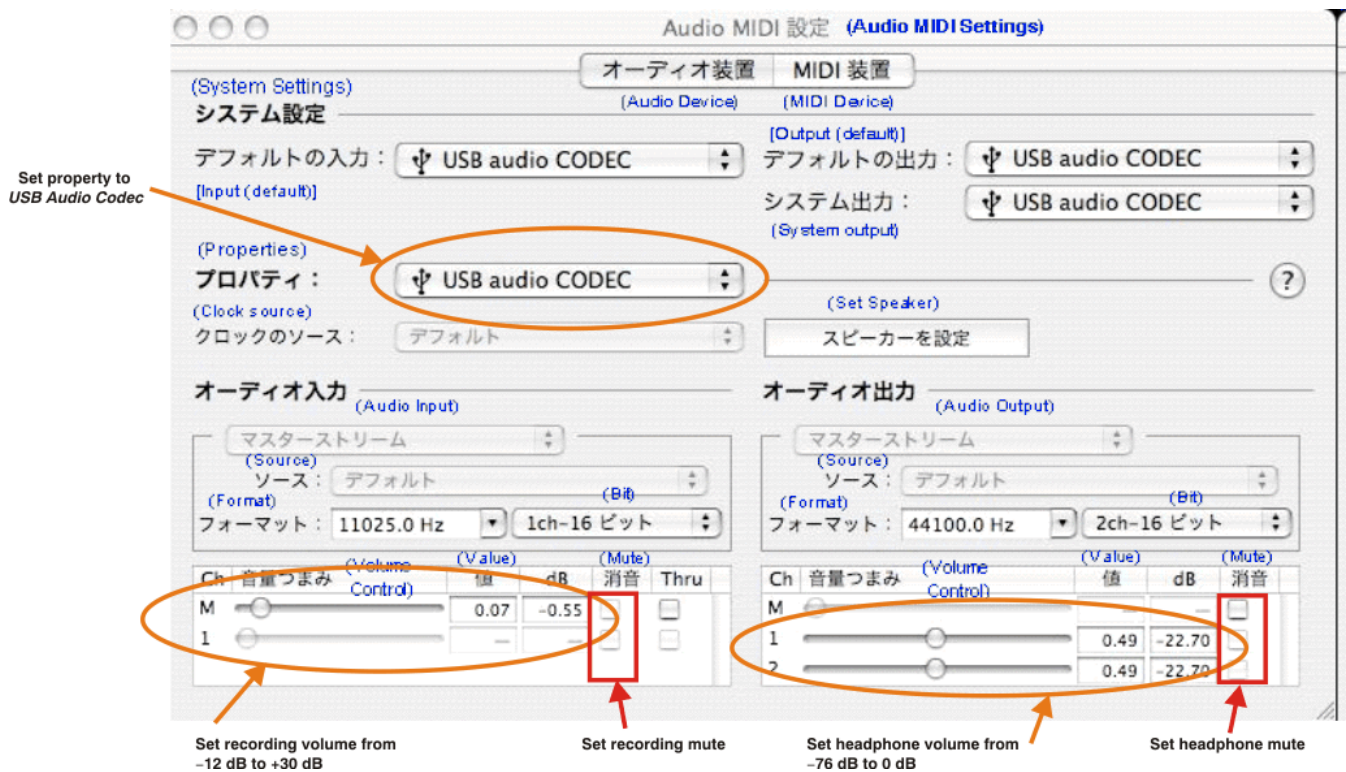 Audio MIDI 設定 (Audio MIDI Settings)
オーディオ装置 MIDI 装置
(Audio Device) (MIDI Device)
(System Settings)
システム設定
[Output (default)]
デフォルトの入力： USB audio CODEC
デフォルトの出力： USB audio CODEC
[Input (default)]
システム出力： USB audio CODEC
(System output)
Set property to
USB Audio Codec
(Properties)
プロパティ： USB audio CODEC
?
(Clock source)
クロックのソース： デフォルト
(Set Speaker)
スピーカーを設定
オーディオ入力
(Audio Input)
マスターストリーム
(Source)
ソース： デフォルト
(Format) (Bit)
フォーマット： 11025.0 Hz 1ch-16 ビット
(Volume Control) (Value) (Mute)
Ch 音量つまみ 値 dB 消音 Thru
M 0.07 -0.55
1 — —
オーディオ出力
(Audio Output)
マスターストリーム
(Source)
ソース： デフォルト
(Format) (Bit)
フォーマット： 44100.0 Hz 2ch-16 ビット
(Volume Control) (Value) (Mute)
Ch 音量つまみ 値 dB 消音
M — —
1 0.49 -22.70
2 0.49 -22.70
Set recording volume from
−12 dB to +30 dB
Set recording mute
Set headphone volume from
−76 dB to 0 dB
Set headphone mute